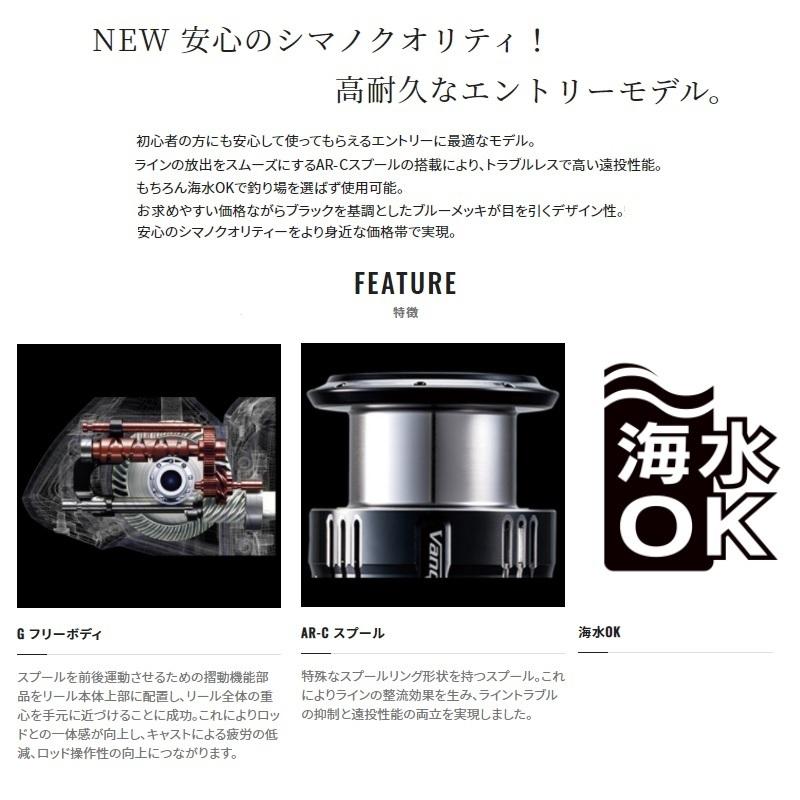 NEW 安心のシマノクオリティ！
高耐久なエントリーモデル。
初心者の方にも安心して使ってもらえるエントリーに最適なモデル。
ラインの放出をスムーズにするAR-Cスプールの搭載により、トラブルレスで高い遠投性能。
もちろん海水OKで釣り場を選ばず使用可能。
お求めやすい価格ながらブラックを基調としたブルーメッキが目を引くデザイン性。
安心のシマノクオリティーをより身近な価格帯で実現。
FEATURE
特徴
Vanq
海水
OK
G フリーボディ
スプールを前後運動させるための摺動機能部
品をリール本体上部に配置し、リール全体の重
心を手元に近づけることに成功。これによりロッ
ドとの一体感が向上し、キャストによる疲労の低
減、ロッド操作性の向上につながります。
AR-C スプール
特殊なスプールリング形状を持つスプール。これ
によりラインの整流効果を生み、ライントラブル
の抑制と遠投性能の両立を実現しました。
海水OK